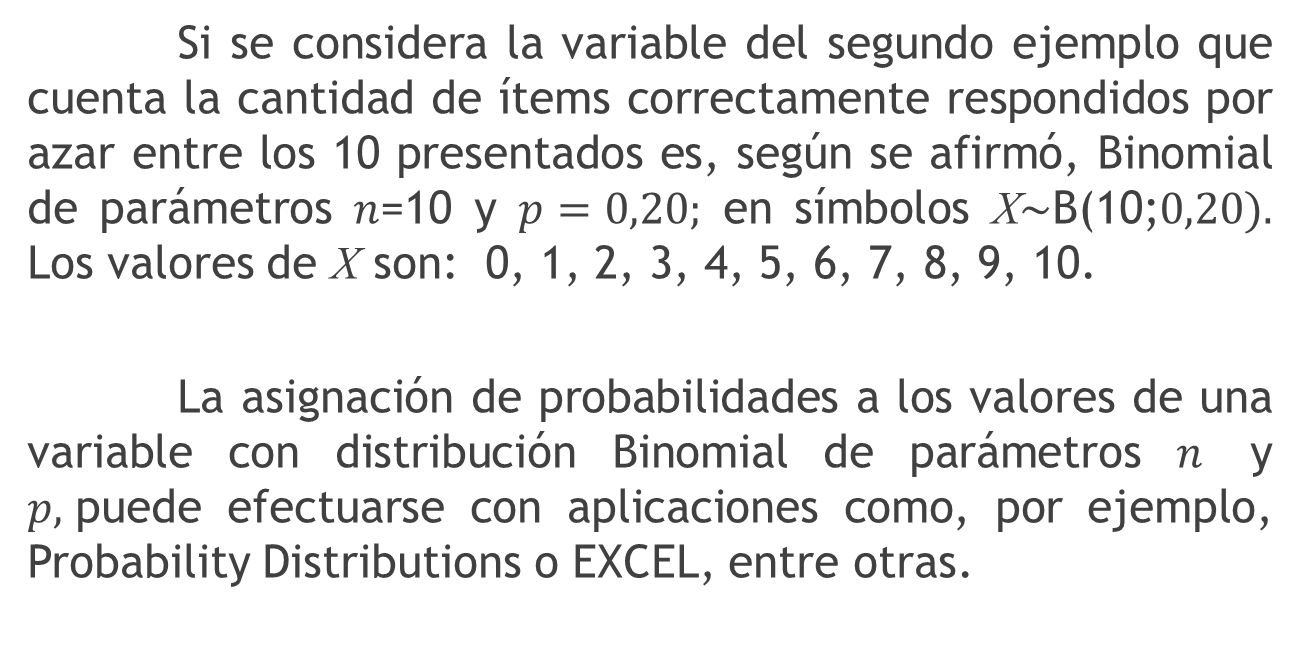 Si se considera la variable del segundo ejemplo que
cuenta la cantidad de ítems correctamente respondidos por
azar entre los 10 presentados es, según se afirmó, Binomial
de parámetros n=10 y p = 0,20; en símbolos X~B(10;0,20).
Los valores de X son: 0, 1, 2, 3, 4, 5, 6, 7, 8, 9, 10.
La asignación de probabilidades a los valores de una
variable con distribución Binomial de parámetros n y
p, puede efectuarse con aplicaciones como, por ejemplo,
Probability Distributions o EXCEL, entre otras.